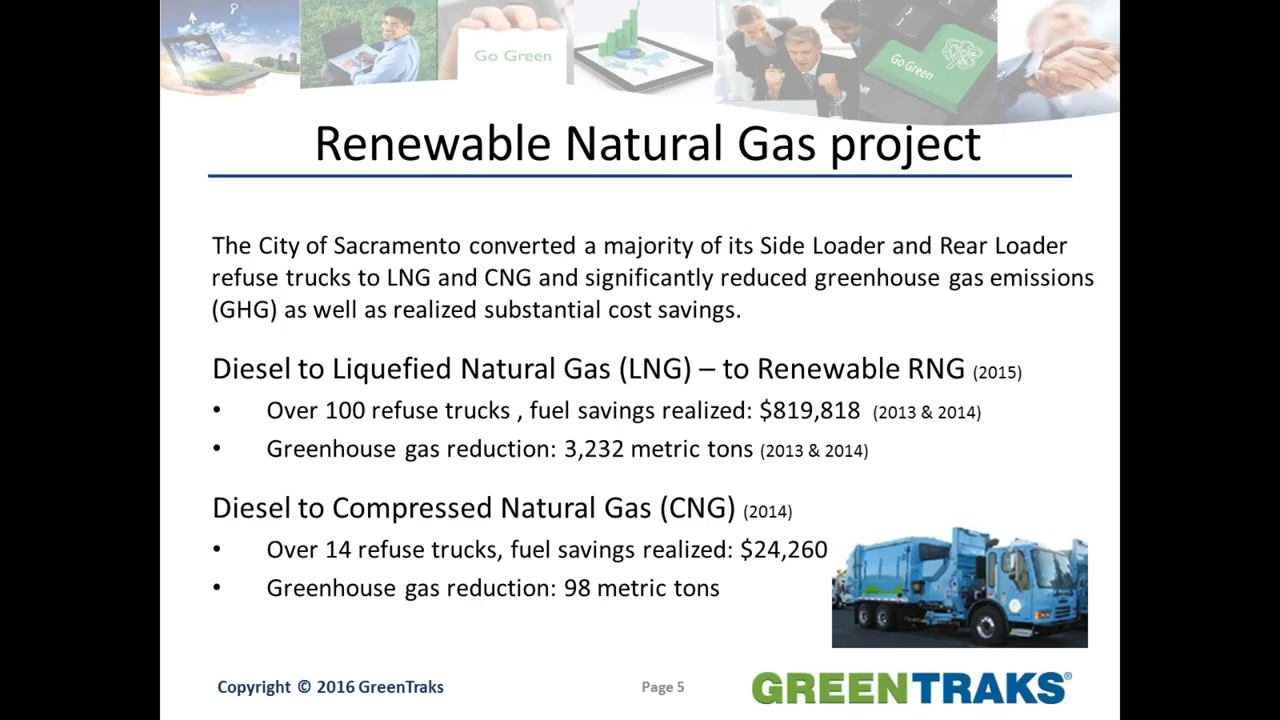 Go Green
Go Green
Renewable Natural Gas project
The City of Sacramento converted a majority of its Side Loader and Rear Loader
refuse trucks to LNG and CNG and significantly reduced greenhouse gas emissions
(GHG) as well as realized substantial cost savings.
Diesel to Liquefied Natural Gas (LNG) – to Renewable RNG (2015)
• Over 100 refuse trucks , fuel savings realized: $819,818 (2013 & 2014)
• Greenhouse gas reduction: 3,232 metric tons (2013 & 2014)
Diesel to Compressed Natural Gas (CNG) (2014)
• Over 14 refuse trucks, fuel savings realized: $24,260
• Greenhouse gas reduction: 98 metric tons
Copyright © 2016 GreenTraks
Page 5
GREENTRAKS®